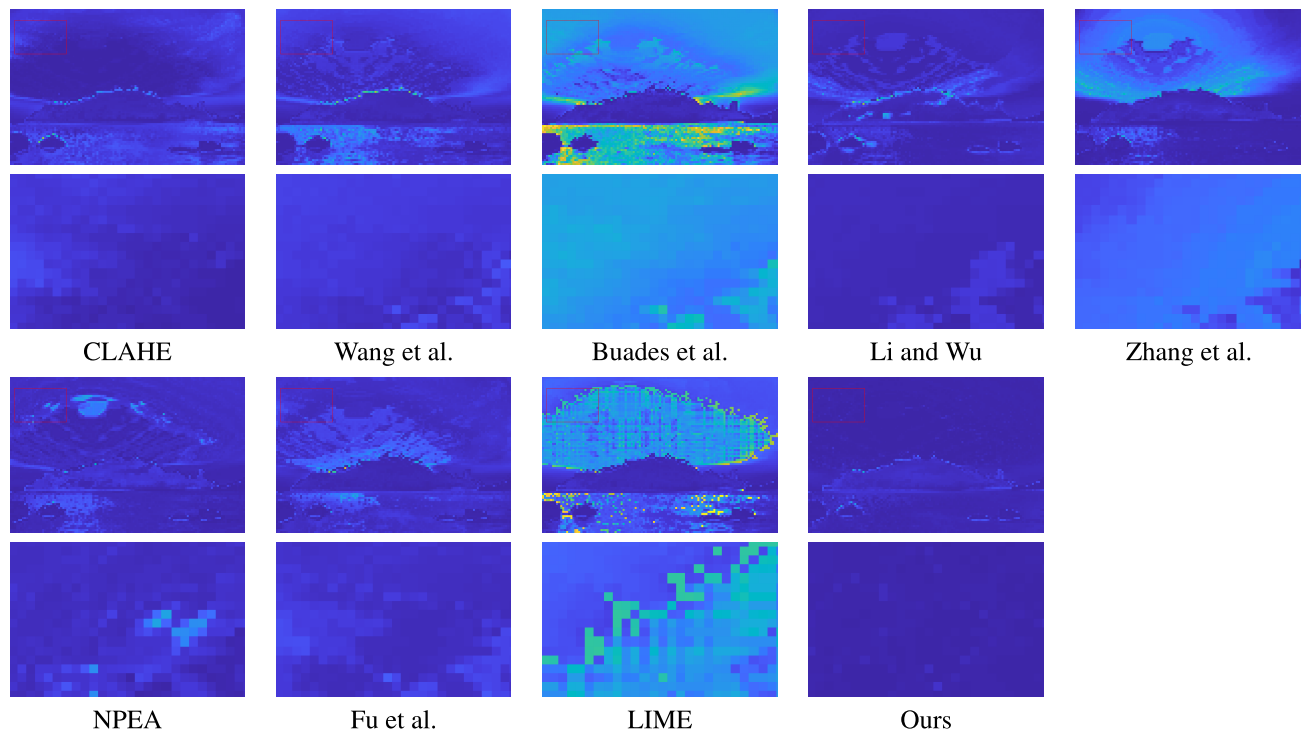 CLAHE Wang et al. Buades et al. Li and Wu Zhang et al.
NPEA Fu et al. LIME Ours